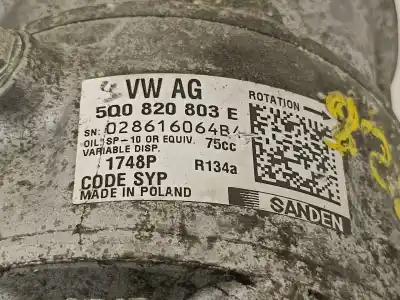 VW AG
5Q0 820 803 E
ROTATION
SN: 028616064B4
OIL: SP-10 OR EQUIV. 75cc
VARIABLE DISP.
1748P R134a
CODE SYP
MADE IN POLAND
SANDEN